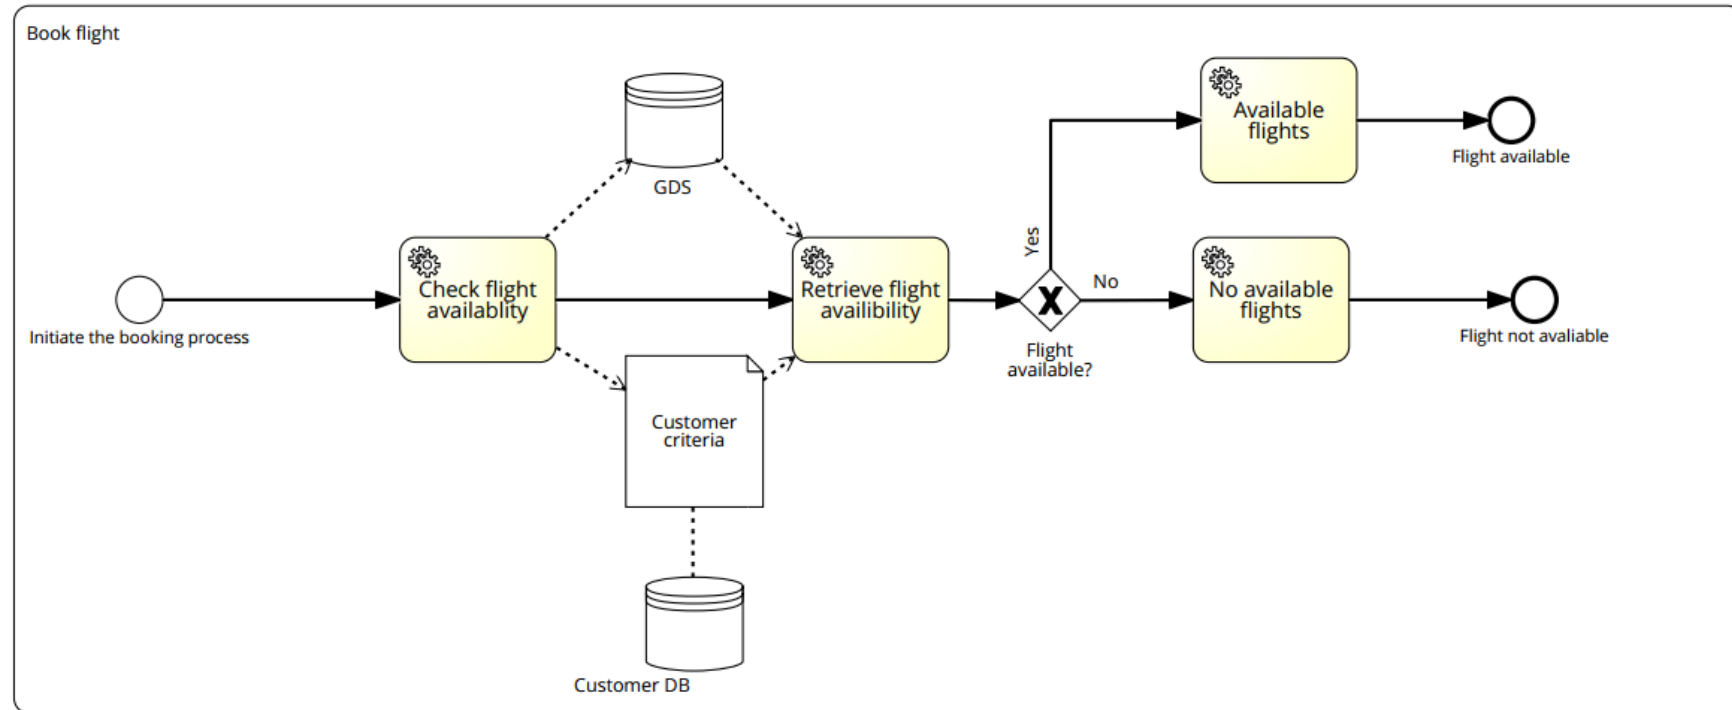 Book flight
GDS
Initiate the booking process
Check flight
availablity
Retrieve flight
availibility
Customer
criteria
Customer DB
Flight
available?
Yes
No
Available
flights
Flight available
No available
flights
Flight not avaliable